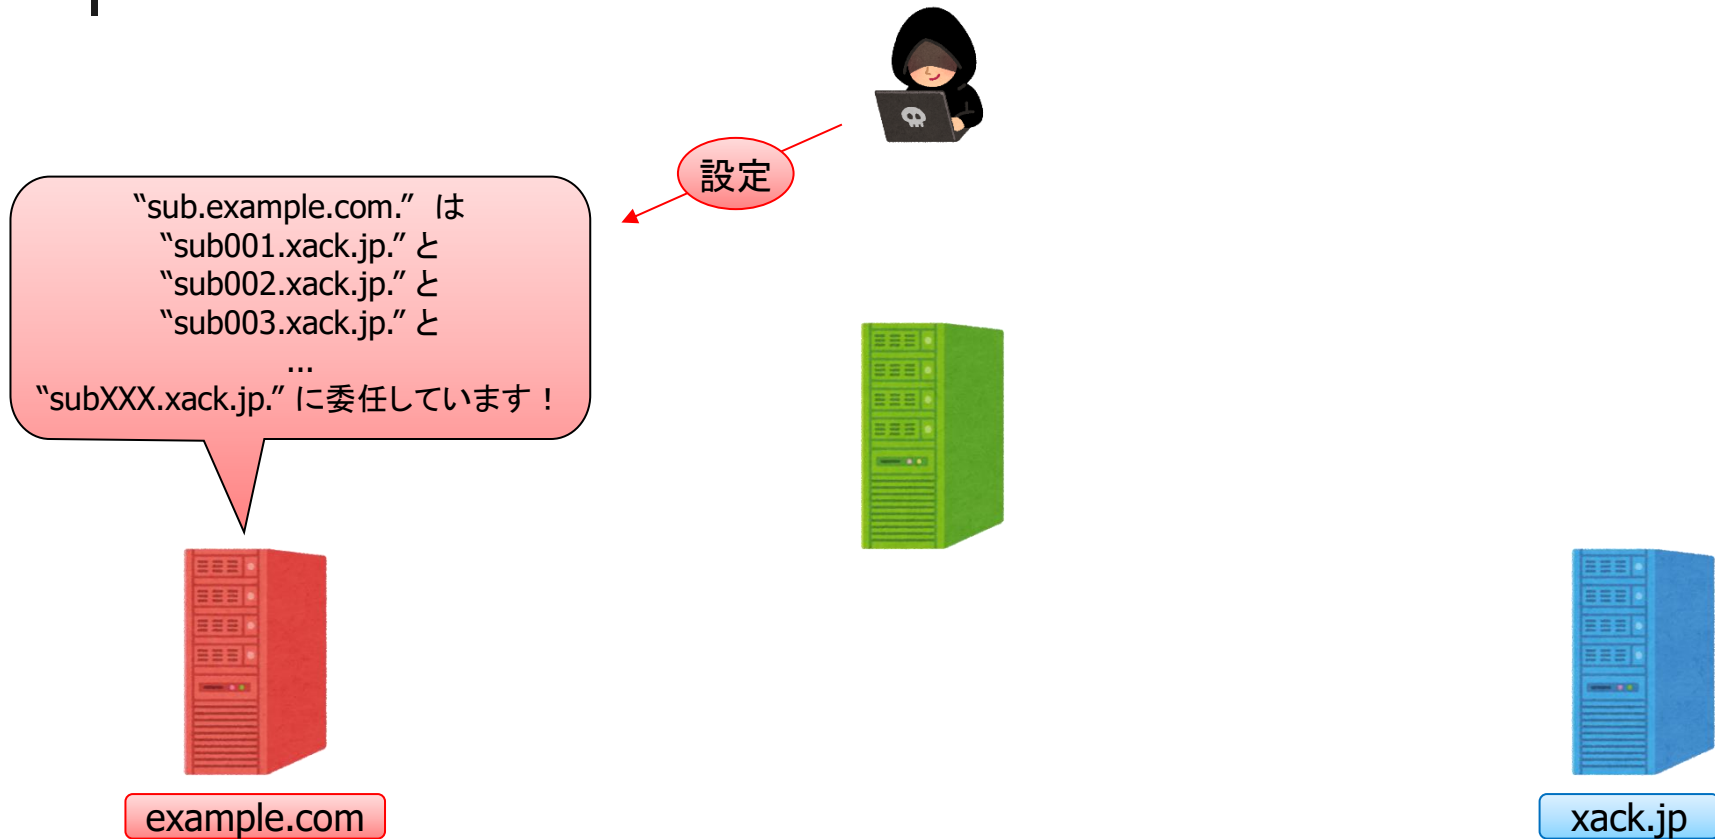 設定
“sub.example.com.” は
“sub001.xack.jp.” と
“sub002.xack.jp.” と
“sub003.xack.jp.” と
...
“subXXX.xack.jp.” に委任しています！
example.com
xack.jp